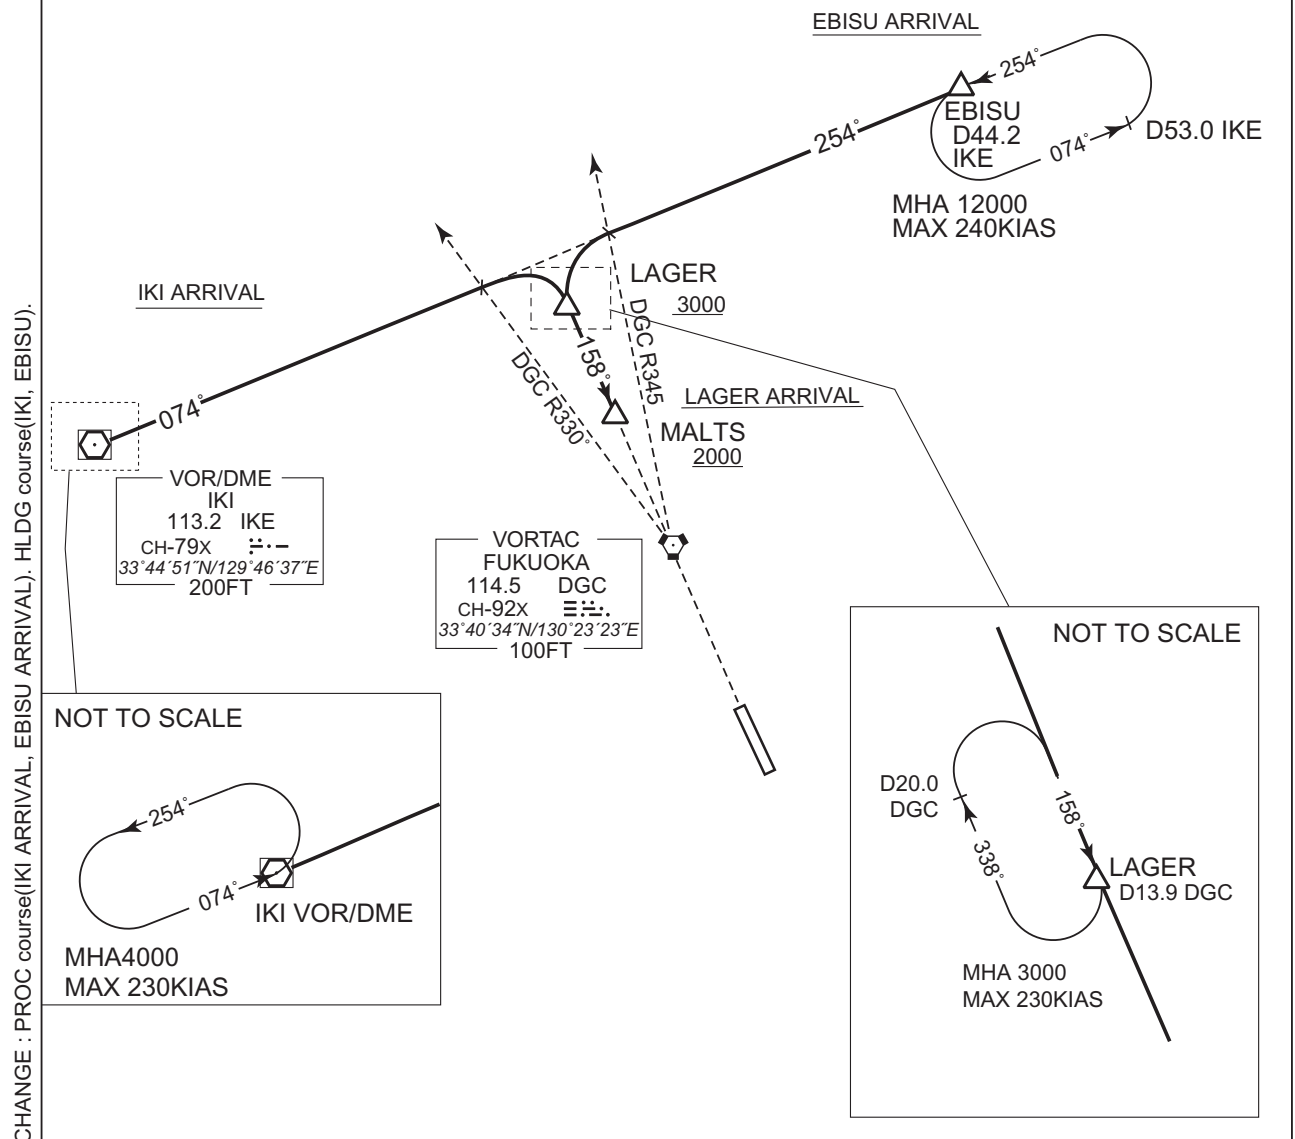 EBISU ARRIVAL
254°
EBISU
D44.2
IKE
074°
D53.0 IKE
254°
MHA 12000
MAX 240KIAS
LAGER
3000
IKI ARRIVAL
DGC R345
158°
DGC R330°
LAGER ARRIVAL
MALTS
2000
074°
VOR/DME
IKI
113.2 IKE
CH-79X
33°44′51″N/129°46′37″E
200FT
VORTAC
FUKUOKA
114.5 DGC
CH-92X
33°40′34″N/130°23′23″E
100FT
NOT TO SCALE
254°
074°
IKI VOR/DME
MHA4000
MAX 230KIAS
NOT TO SCALE
D20.0
DGC
158°
338°
LAGER
D13.9 DGC
MHA 3000
MAX 230KIAS
CHANGE : PROC course(IKI ARRIVAL, EBISU ARRIVAL). HLDG course(IKI, EBISU).